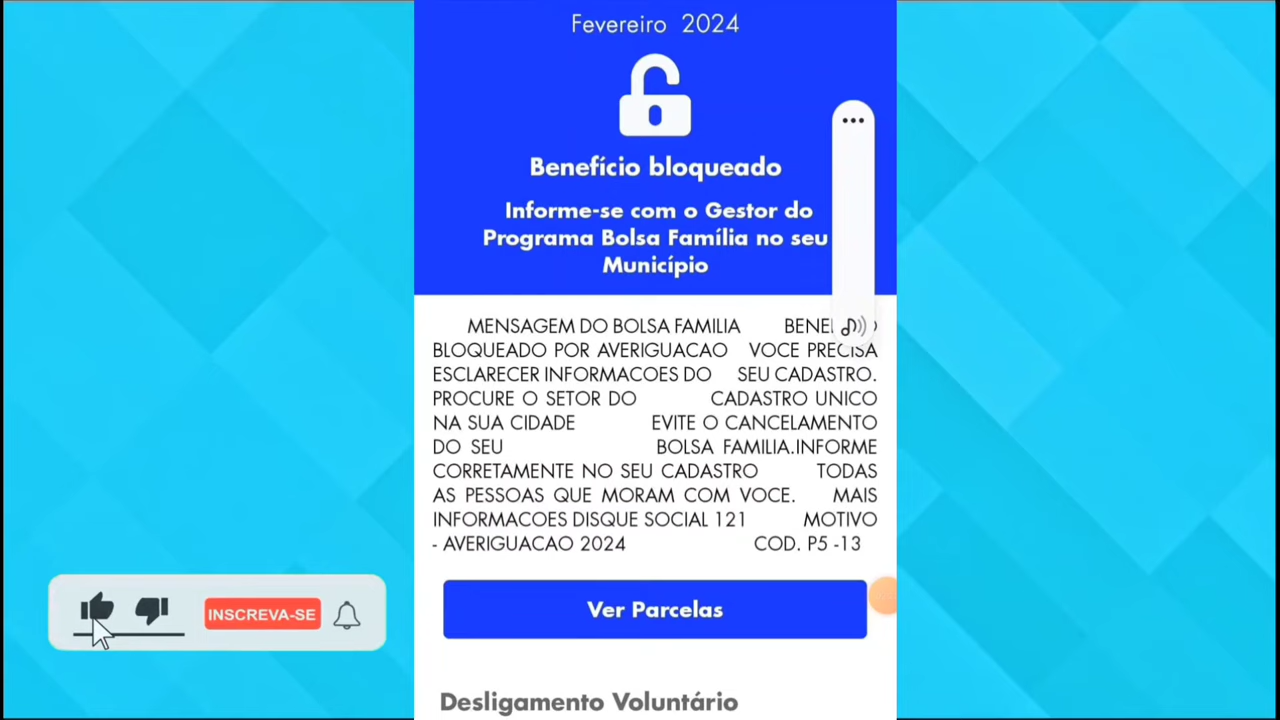 Fevereiro 2024
Benefício bloqueado
Informe-se com o Gestor do
Programa Bolsa Família no seu
Município
MENSAGEM DO BOLSA FAMILIA
BLOQUEADO POR AVERIGUACAO VOCE PRECISA
ESCLARECER INFORMACOES DO SEU CADASTRO.
PROCURE O SETOR DO CADASTRO UNICO
NA SUA CIDADE EVITE O CANCELAMENTO
DO SEU BOLSA FAMILIA.INFORME
CORRETAMENTE NO SEU CADASTRO TODAS
AS PESSOAS QUE MORAM COM VOCE. MAIS
INFORMACOES DISQUE SOCIAL 121 MOTIVO
- AVERIGUACAO 2024 COD. P5 -13
Ver Parcelas
INSCREVA-SE
Desligamento Voluntário